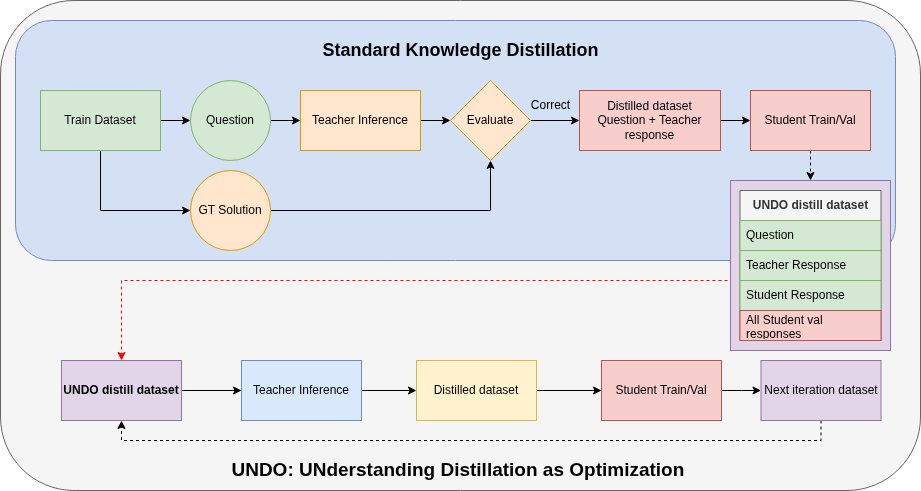 Standard Knowledge Distillation
Train Dataset
Question
Teacher Inference
Evaluate
Correct
Distilled dataset
Question + Teacher
response
Student Train/Val
GT Solution
UNDO distill dataset
Question
Teacher Response
Student Response
All Student val
responses
UNDO distill dataset
Teacher Inference
Distilled dataset
Student Train/Val
Next iteration dataset
UNDO: UNderstanding Distillation as Optimization